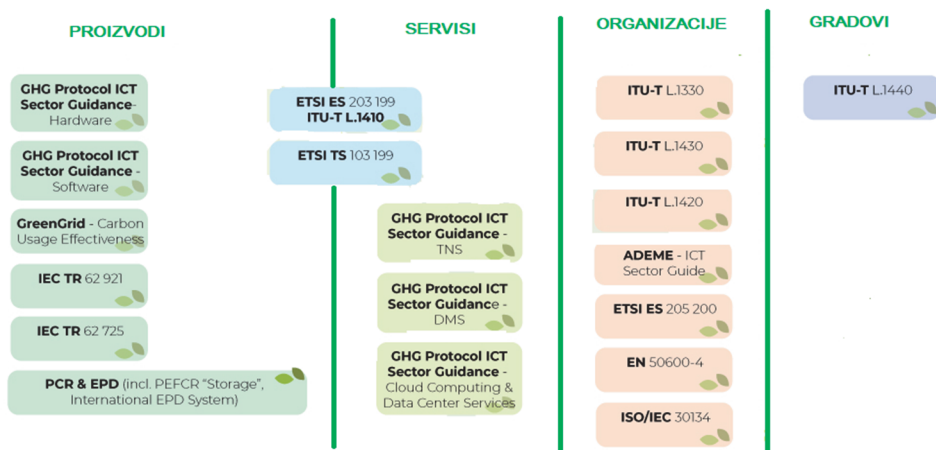 PROIZVODI
GHG Protocol ICT
Sector Guidance-
Hardware
GHG Protocol ICT
Sector Guidance -
Software
GreenGrid - Carbon
Usage Effectiveness
IEC TR 62 921
IEC TR 62 725
PCR & EPD (incl. PEFCR “Storage”,
International EPD System)
ETSI ES 203 199
ITU-T L.1410
ETSI TS 103 199
SERVISI
GHG Protocol ICT
Sector Guidance -
TNS
GHG Protocol ICT
Sector Guidance -
DMS
GHG Protocol ICT
Sector Guidance -
Cloud Computing &
Data Center Services
ORGANIZACIJE
ITU-T L.1330
ITU-T L.1430
ITU-T L.1420
ADEME - ICT
Sector Guide
ETSI ES 205 200
EN 50600-4
ISO/IEC 30134
GRADOVI
ITU-T L.1440